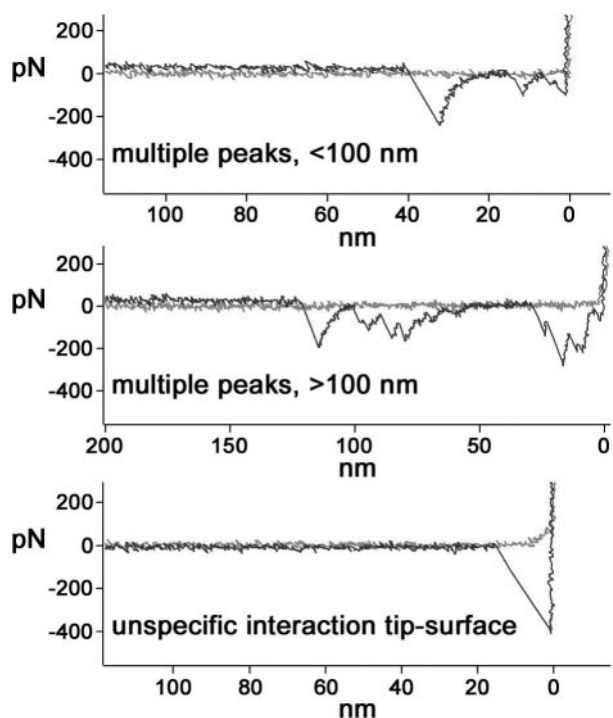 200
pN
0
-200
-400
multiple peaks, <100 nm
100 80 60 40 20 0
nm
200
pN
0
-200
-400
multiple peaks, >100 nm
200 150 100 50 0
nm
200
pN
0
-200
-400
unspecific interaction tip-surface
100 80 60 40 20 0
nm